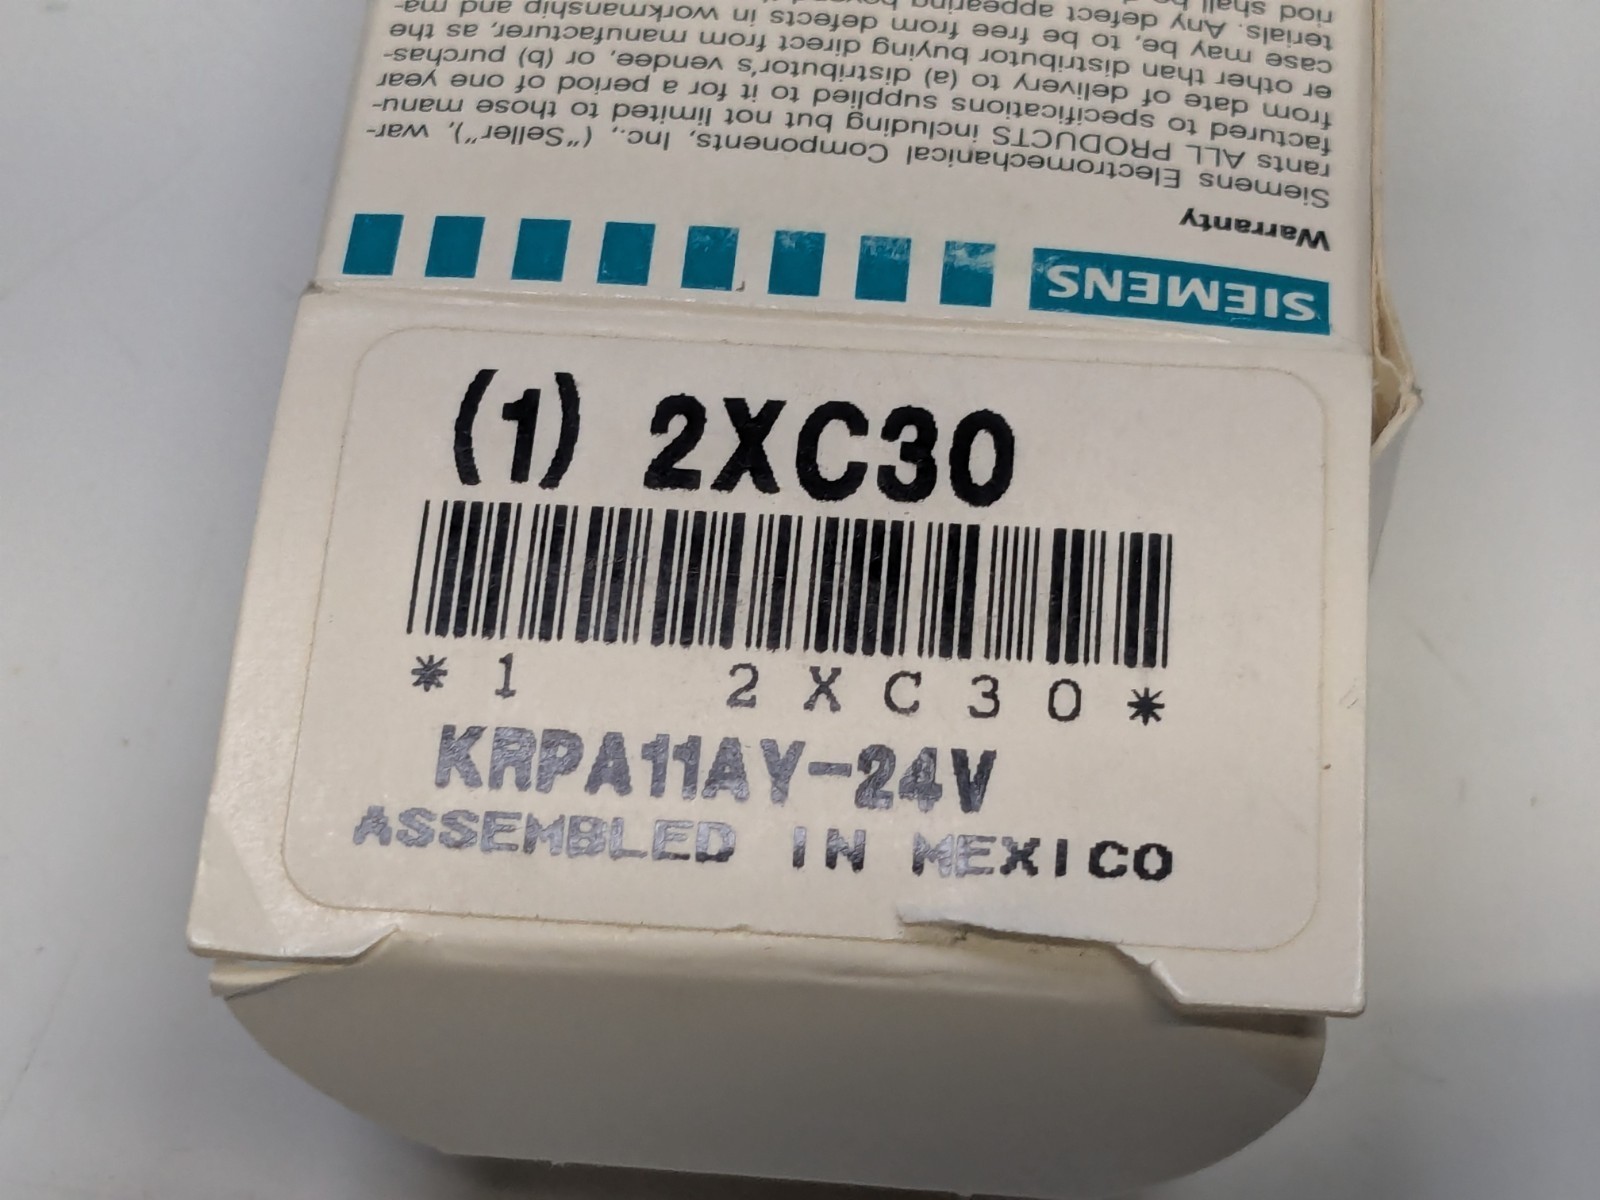 (1) 2XC30
*1 2XC30*
KRPA11AY-24V
ASSEMBLED IN MEXICO
SIEMENS
Warranty
Siemens Electromechanical Components, Inc., ("Seller"), war-
rants ALL PRODUCTS including but not limited to those manu-
factured to specifications supplied to it for a period of one year
from date of delivery to (a) distributor's vendee, or (b) purchas-
er other than distributor buying direct from manufacturer, as the
case may be, to be free from defects in workmanship and ma-
terials. Any defect appearing
riod shall